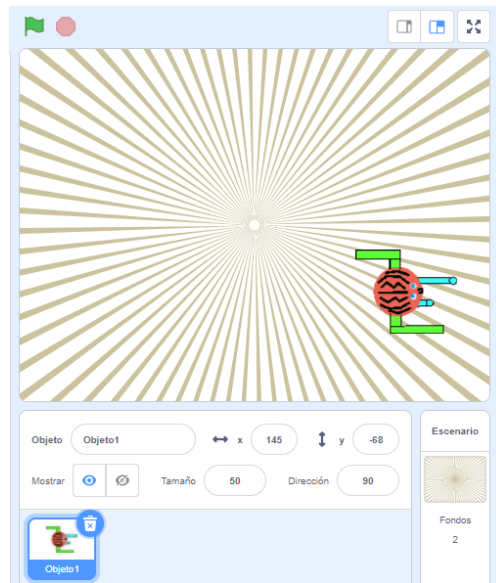 Objeto Objeto1 x 145 y -68
Mostrar Tamaño 50 Dirección 90
Objeto1
Escenario
Fondos
2